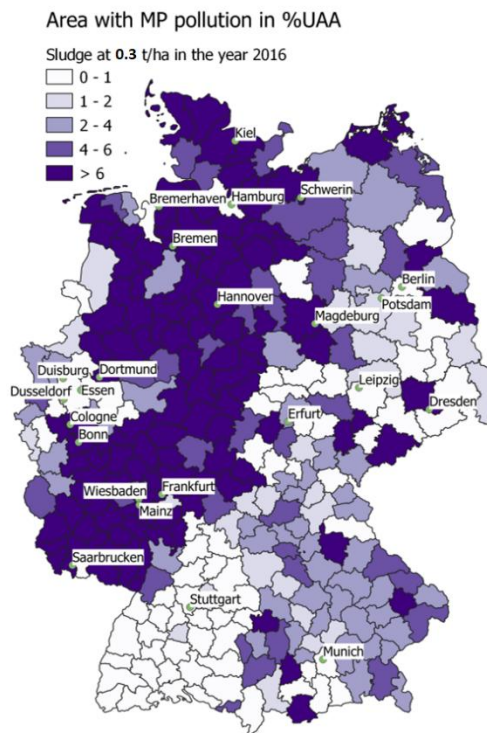 Area with MP pollution in %UAA
Sludge at 0.3 t/ha in the year 2016
0 - 1
1 - 2
2 - 4
4 - 6
> 6
Kiel
Schwerin
Bremerhaven
Hamburg
Bremen
Berlin
Hannover
Potsdam
Magdeburg
Duisburg
Dortmund
Leipzig
Dusseldorf
Essen
Dresden
Cologne
Erfurt
Bonn
Wiesbaden
Frankfurt
Mainz
Saarbrucken
Stuttgart
Munich